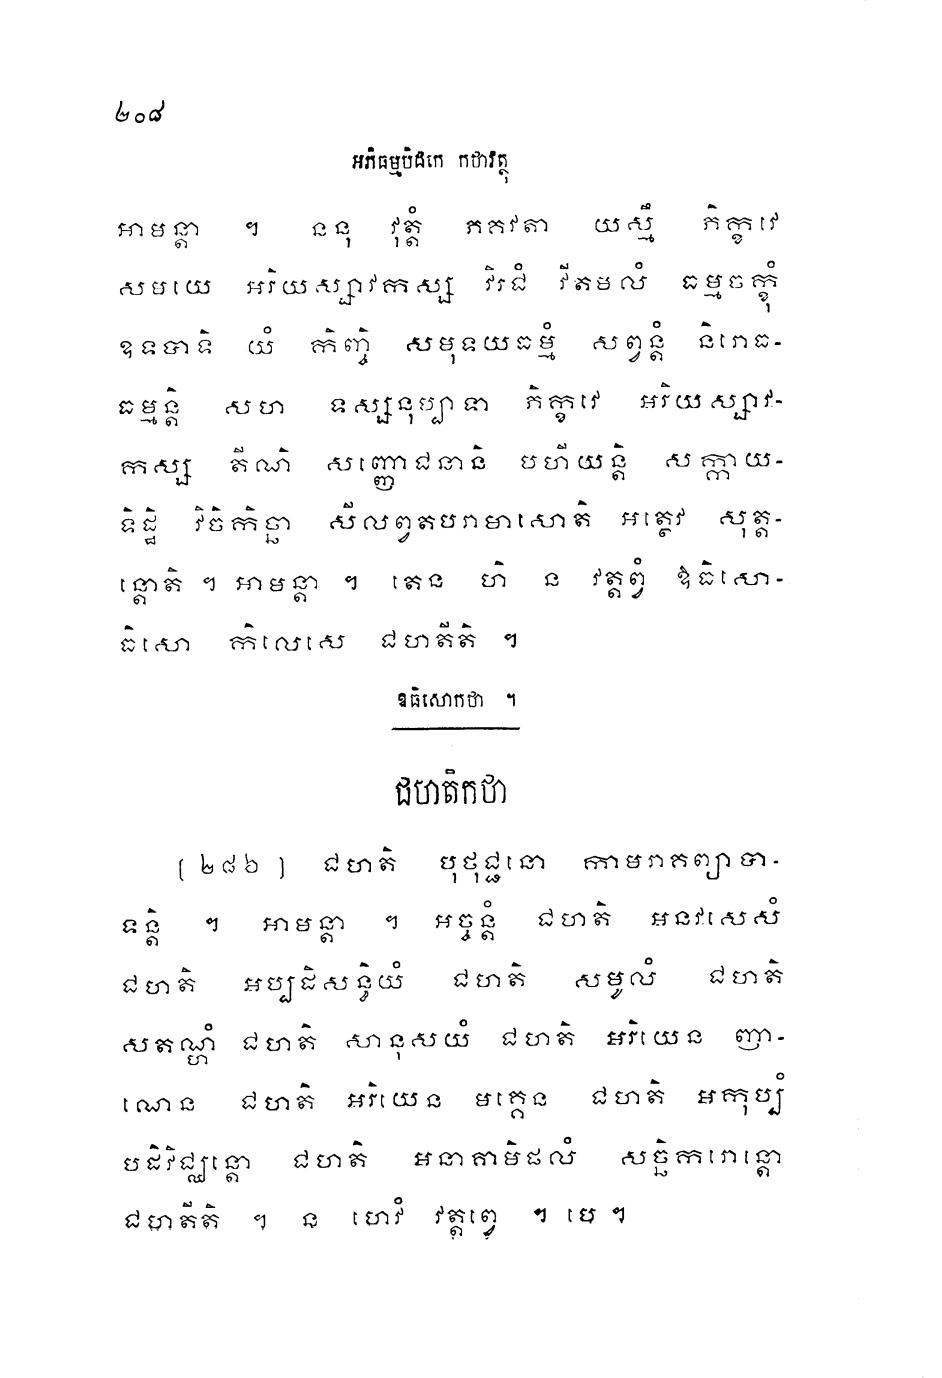 ២០៨
អភិធម្មបិដកេ កថាវត្ថុ
អាមន្តា ។ ននុ វុត្តំ ភគវតា យស្មឹ ភិក្ខវេ
សមយេ អរិយស្សាវកស្ស វិរជំ វីតមលំ ធម្មចក្ខុំ
ឧទបាទិ យំ កិញ្ចិ សមុទយធម្មំ សព្វន្តំ និរោធ-
ធម្មន្តិ សហ ទស្សនុប្បាទា ភិក្ខវេ អរិយស្សាវ-
កស្ស តីណិ សញ្ញោជនានិ បហីយន្តិ សក្កាយ-
ទិដ្ឋិ វិចិកិច្ឆា សីលព្វតបរាមាសោតិ អត្ថេវ សុត្ត-
ន្តោតិ ។ អាមន្តា ។ តេន ហិ ន វត្តព្វំ ឱធិសោ-
ធិសោ កិលេសេ ជហតីតិ ។
ឧធិសោកថា ។
ជហតិកថា
[ ២៨៦ ] ជហតិ បុថុជ្ជនោ កាមរាគព្យាបា-
ទន្តិ ។ អាមន្តា ។ អច្ចន្តំ ជហតិ អនវសេសំ
ជហតិ អប្បដិសន្ធិយំ ជហតិ សមូលំ ជហតិ
សតណ្ហំ ជហតិ សានុសយំ ជហតិ អរិយេន ញា-
ណេន ជហតិ អរិយេន មគ្គេន ជហតិ អកុប្បំ
បដិវិជ្ឈន្តោ ជហតិ អនាគាមិផលំ សច្ឆិករោន្តោ
ជហតីតិ ។ ន ហេវំ វត្តព្វេ ។ បេ ។